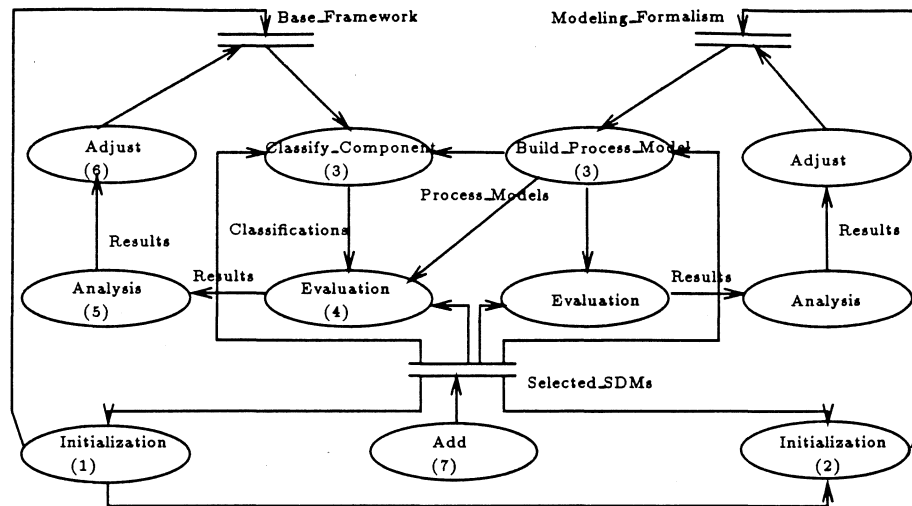 Base_Framework
Modeling_Formalism
Adjust
(6)
Classify_Component
(3)
Build_Process_Model
(3)
Adjust
Process_Models
Classifications
Results
Results
Analysis
(5)
Results
Evaluation
(4)
Evaluation
Results
Analysis
Selected_SDMs
Initialization
(1)
Add
(7)
Initialization
(2)